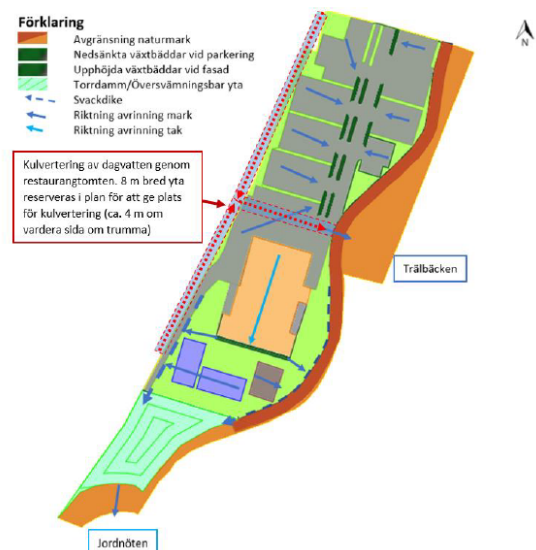 Förklaring
Avgränsning naturmark
Nedsänkta växtbäddar vid parkering
Upphöjda växtbäddar vid fasad
Torrdamm/Översvämningsbar yta
Svackdike
Riktning avrinning mark
Riktning avrinning tak
N
Kulvertering av dagvatten genom
restaurangtomten. 8 m bred yta
reserveras i plan för att ge plats
för kulvertering (ca. 4 m om
vardera sida om trumma)
Trälbäcken
Jordnöten